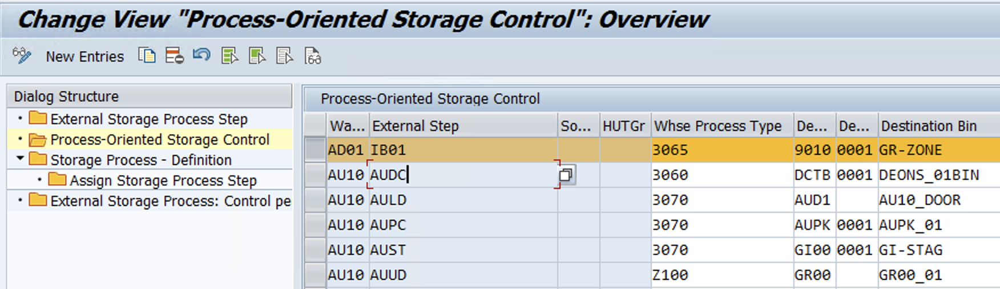 Change View "Process-Oriented Storage Control": Overview
New Entries
Dialog Structure
External Storage Process Step
Process-Oriented Storage Control
Storage Process - Definition
Assign Storage Process Step
External Storage Process: Control pe
Process-Oriented Storage Control
Wa... External Step So... HUTGr Whse Process Type De... De... Destination Bin
AD01 IB01 3065 9010 0001 GR-ZONE
AU10 AUDC 3060 DCTB 0001 DEONS_01BIN
AU10 AULD 3070 AUD1 AU10_DOOR
AU10 AUPC 3070 AUPK 0001 AUPK_01
AU10 AUST 3070 GI00 0001 GI-STAG
AU10 AUUD Z100 GR00 GR00_01